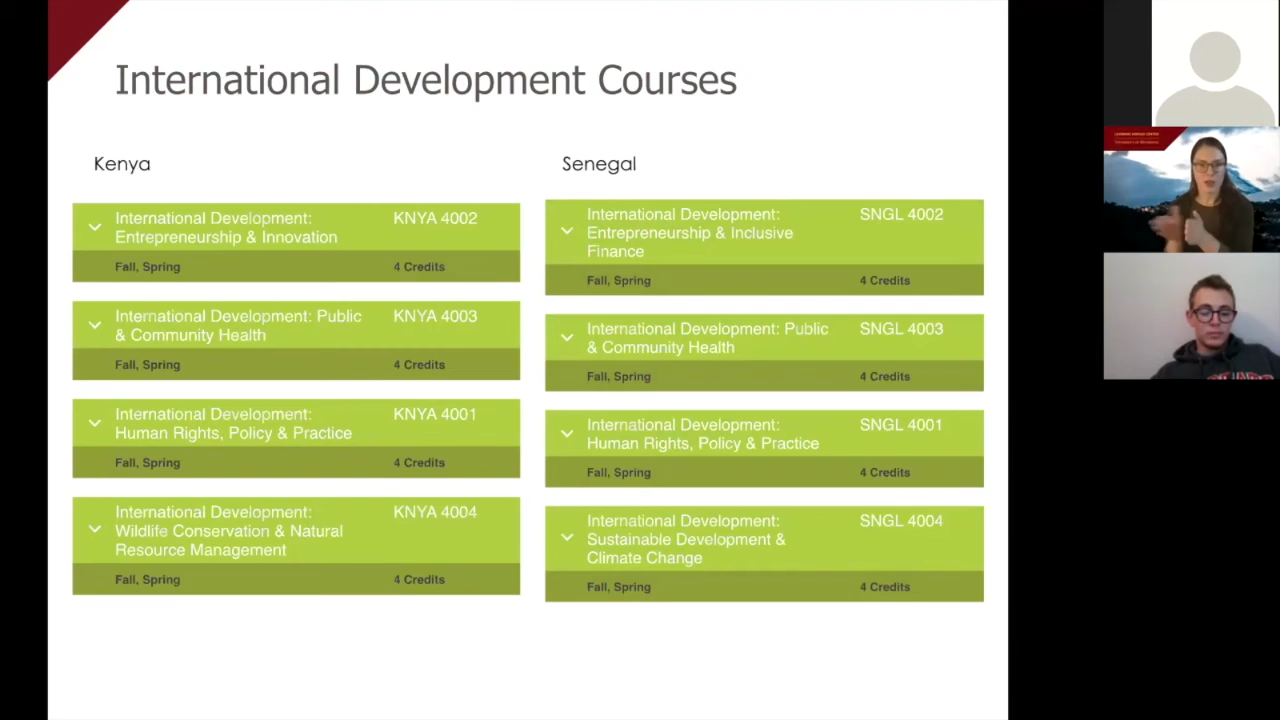 International Development Courses
Kenya
International Development:
Entrepreneurship & Innovation
KNYA 4002
Fall, Spring
4 Credits
International Development: Public
& Community Health
KNYA 4003
Fall, Spring
4 Credits
International Development:
Human Rights, Policy & Practice
KNYA 4001
Fall, Spring
4 Credits
International Development:
Wildlife Conservation & Natural
Resource Management
KNYA 4004
Fall, Spring
4 Credits
Senegal
International Development:
Entrepreneurship & Inclusive
Finance
SNGL 4002
Fall, Spring
4 Credits
International Development: Public
& Community Health
SNGL 4003
Fall, Spring
4 Credits
International Development:
Human Rights, Policy & Practice
SNGL 4001
Fall, Spring
4 Credits
International Development:
Sustainable Development &
Climate Change
SNGL 4004
Fall, Spring
4 Credits